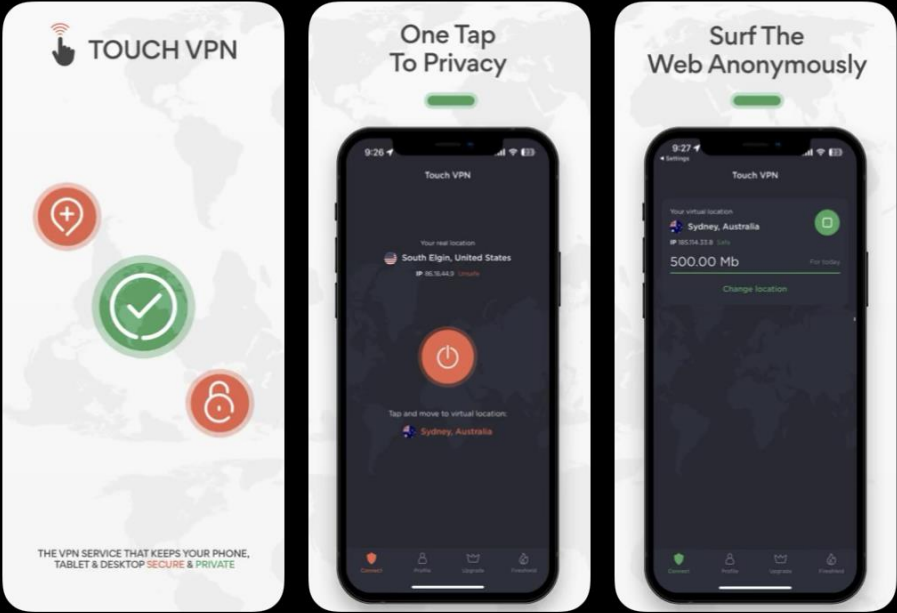 TOUCH VPN
THE VPN SERVICE THAT KEEPS YOUR PHONE,
TABLET & DESKTOP SECURE & PRIVATE
One Tap
To Privacy
9:26
Touch VPN
Your real location
South Elgin, United States
IP Unsafe
Tap and move to virtual location:
Sydney, Australia
Connect
Profile
Upgrade
Surf The
Web Anonymously
9:27
Settings
Touch VPN
Your virtual location
Sydney, Australia
IP Safe
500.00 Mb
For today
Change location
Connect
Profile
Upgrade